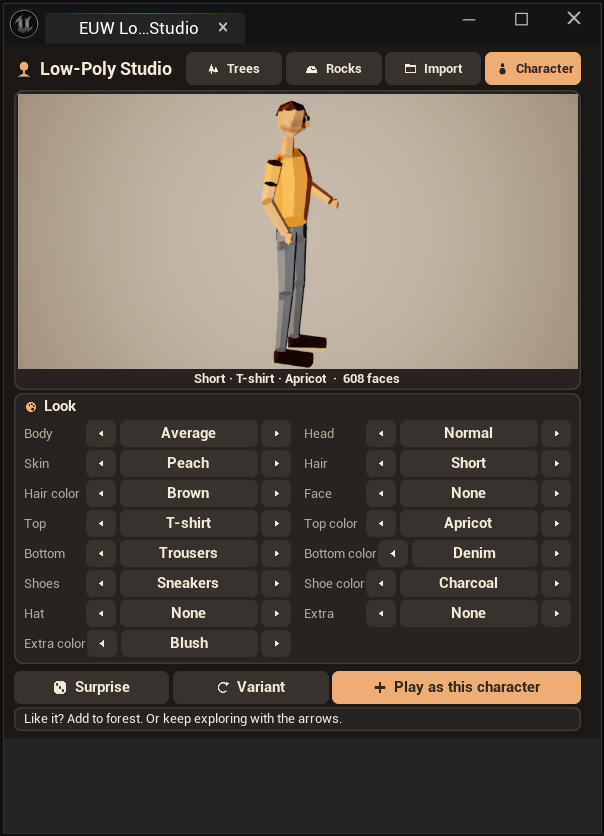 EUW Lo...Studio
Low-Poly Studio Trees Rocks Import Character
Short · T-shirt · Apricot · 608 faces
Look
Body Average Head Normal
Skin Peach Hair Short
Hair color Brown Face None
Top T-shirt Top color Apricot
Bottom Trousers Bottom color Denim
Shoes Sneakers Shoe color Charcoal
Hat None Extra None
Extra color Blush
Surprise Variant Play as this character
Like it? Add to forest. Or keep exploring with the arrows.